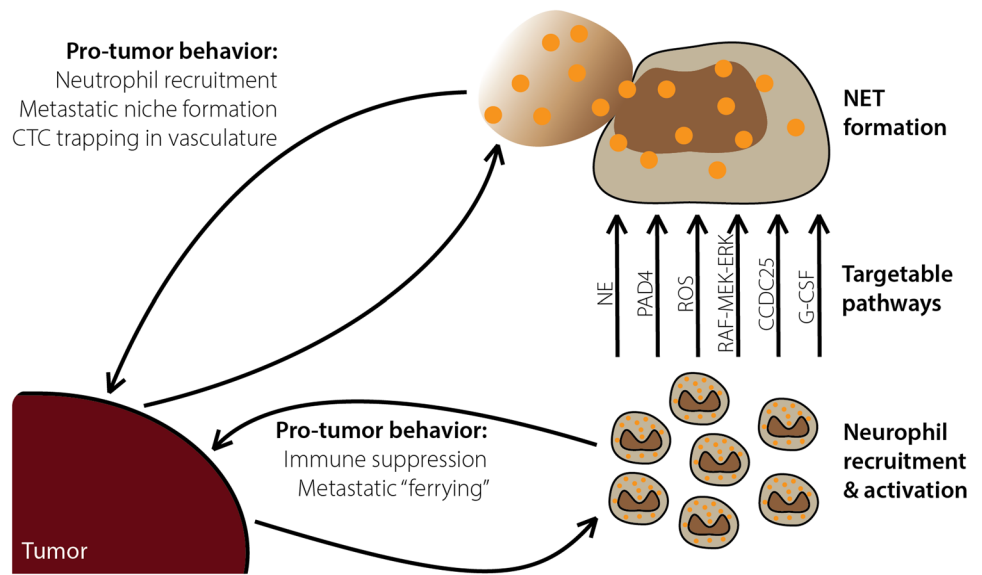 Pro-tumor behavior:
Neutrophil recruitment
Metastatic niche formation
CTC trapping in vasculature
NET
formation
NE
PAD4
ROS
RAF-MEK-ERK
CCDC25
G-CSF
Targetable
pathways
Pro-tumor behavior:
Immune suppression
Metastatic “ferrying”
Neurophil
recruitment
& activation
Tumor